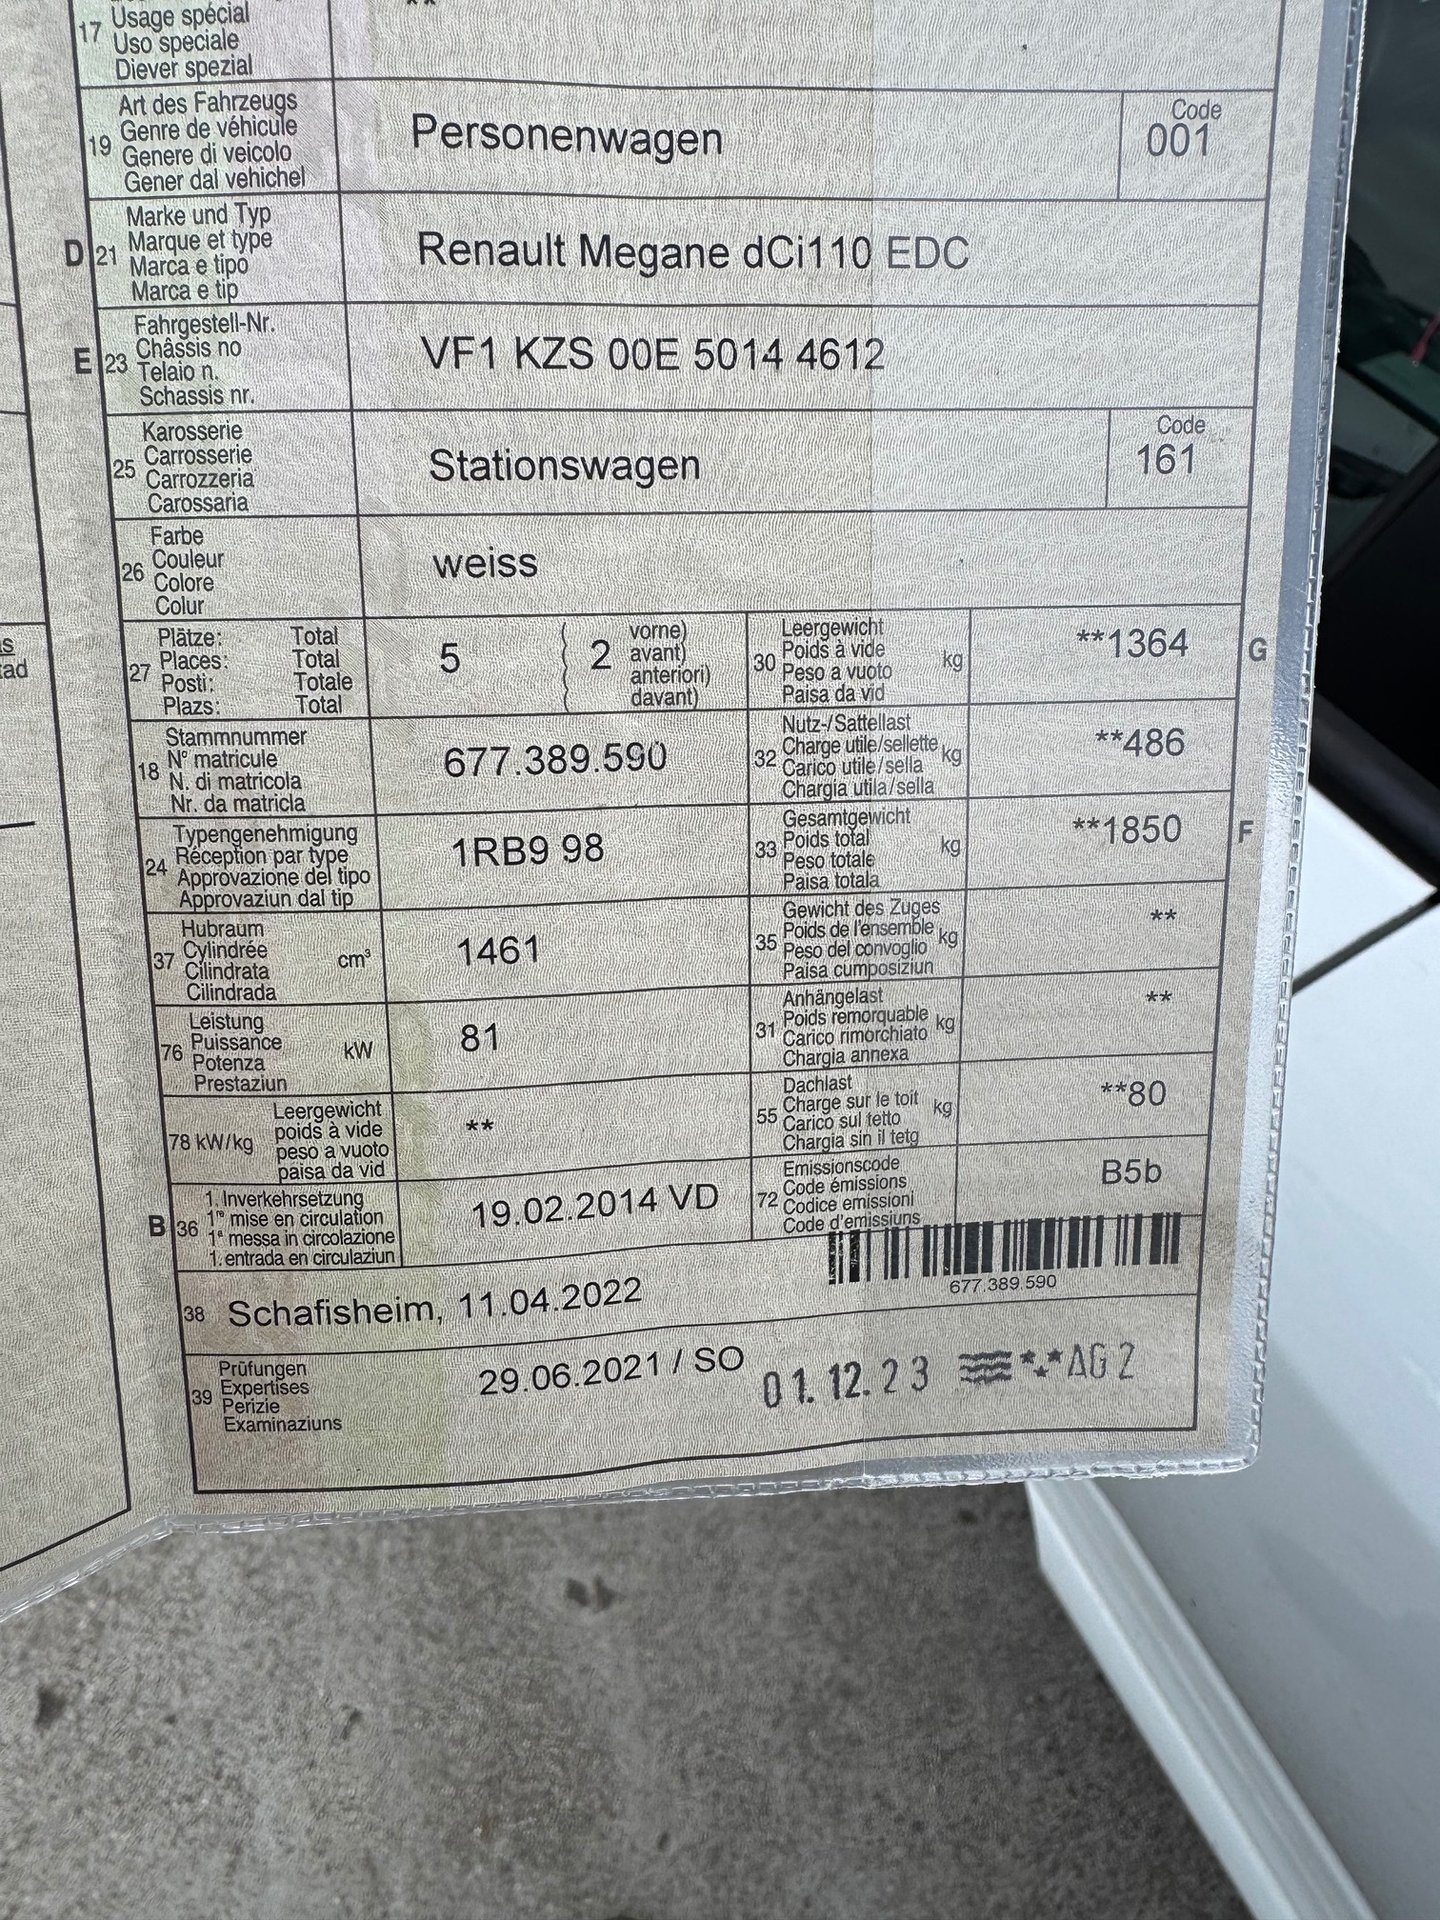 17 Usage spécial
Uso speciale
Diever spezial
**
19 Art des Fahrzeugs
Genre de véhicule
Genere di veicolo
Gener dal vehichel
Personenwagen
Code
001
D 21 Marke und Typ
Marque et type
Marca e tipo
Marca e tip
Renault Megane dCi110 EDC
E 23 Fahrgestell-Nr.
Châssis no
Telaio n.
Schassis nr.
VF1 KZS 00E 5014 4612
25 Karosserie
Carrosserie
Carrozzeria
Carossaria
Stationswagen
Code
161
26 Farbe
Couleur
Colore
Colur
weiss
27 Plätze: Total
Places: Total
Posti: Totale
Plazs: Total
5 ( 2 vorne)
( avant)
( anteriori)
( davant)
30 Leergewicht
Poids à vide
Peso a vuoto
Paisa da vid
kg
**1364 G
18 Stammnummer
N° matricule
N. di matricola
Nr. da matricla
677.389.590
32 Nutz-/Sattellast
Charge utile/sellette
Carico utile/sella
Chargia utila/sella
kg
**486
24 Typengenehmigung
Réception par type
Approvazione del tipo
Approvaziun dal tip
1RB9 98
33 Gesamtgewicht
Poids total
Peso totale
Paisa totala
kg
**1850 F
37 Hubraum
Cylindrée
Cilindrata
Cilindrada
cm³
1461
35 Gewicht des Zuges
Poids de l'ensemble
Peso del convoglio
Paisa cumposiziun
kg
**
76 Leistung
Puissance
Potenza
Prestaziun
kW
81
31 Anhängelast
Poids remorquable
Carico rimorchiato
Chargia annexa
kg
**
78 kW/kg Leergewicht
poids à vide
peso a vuoto
paisa da vid
**
55 Dachlast
Charge sur le toit
Carico sul tetto
Chargia sin il tetg
kg
**80
B 36 1. Inverkehrsetzung
1re mise en circulation
1a messa in circolazione
1. entrada en circulaziun
19.02.2014 VD
72 Emissionscode
Code émissions
Codice emissioni
Code d'emissiuns
B5b
677.389.590
38 Schafisheim, 11.04.2022
39 Prüfungen
Expertises
Perizie
Examinaziuns
29.06.2021 / SO
01.12.23 AG 2